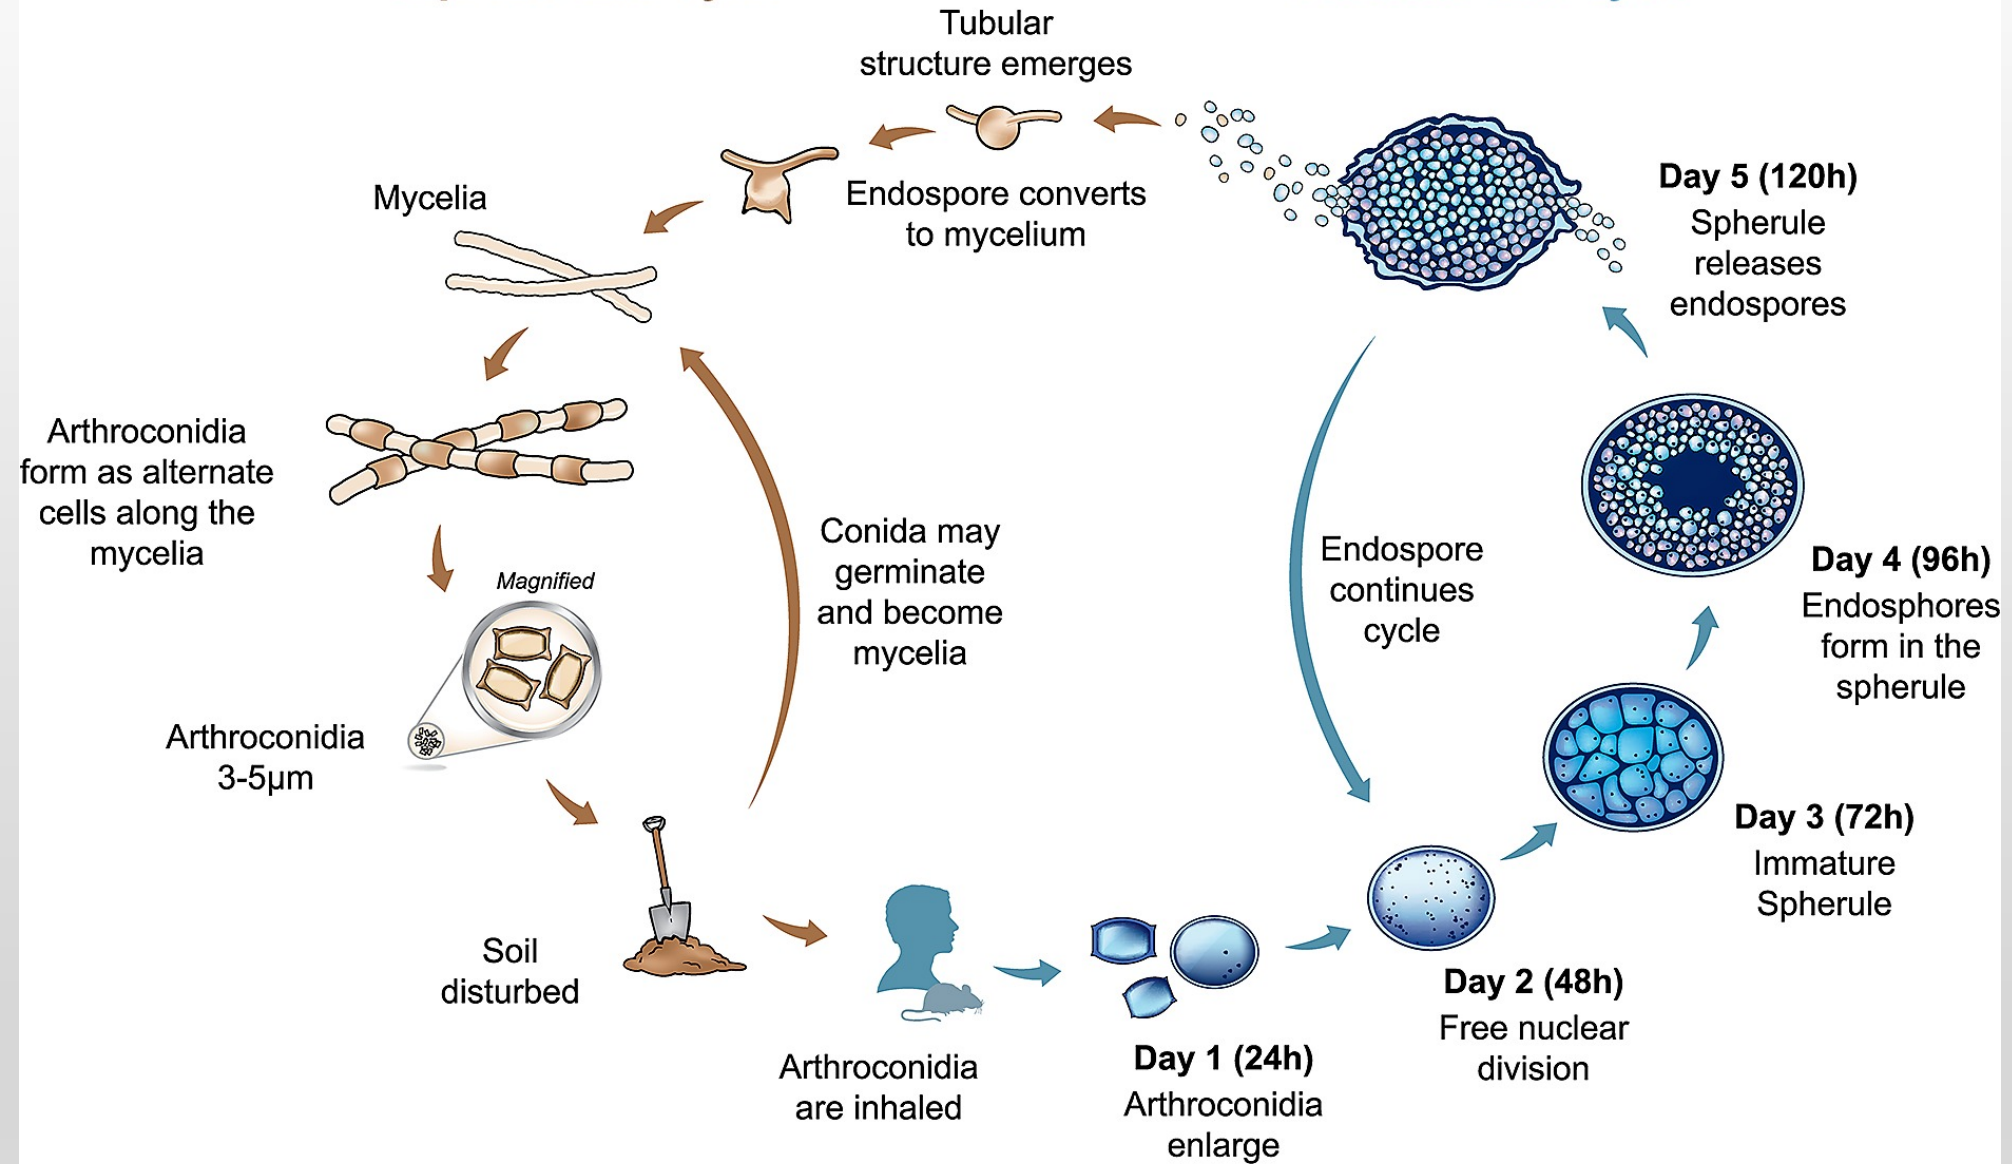 Tubular
structure emerges
Endospore converts
to mycelium
Mycelia
Day 5 (120h)
Spherule
releases
endospores
Arthroconidia
form as alternate
cells along the
mycelia
Magnified
Conida may
germinate
and become
mycelia
Endospore
continues
cycle
Day 4 (96h)
Endosphores
form in the
spherule
Arthroconidia
3-5µm
Day 3 (72h)
Immature
Spherule
Soil
disturbed
Day 2 (48h)
Free nuclear
division
Arthroconidia
are inhaled
Day 1 (24h)
Arthroconidia
enlarge